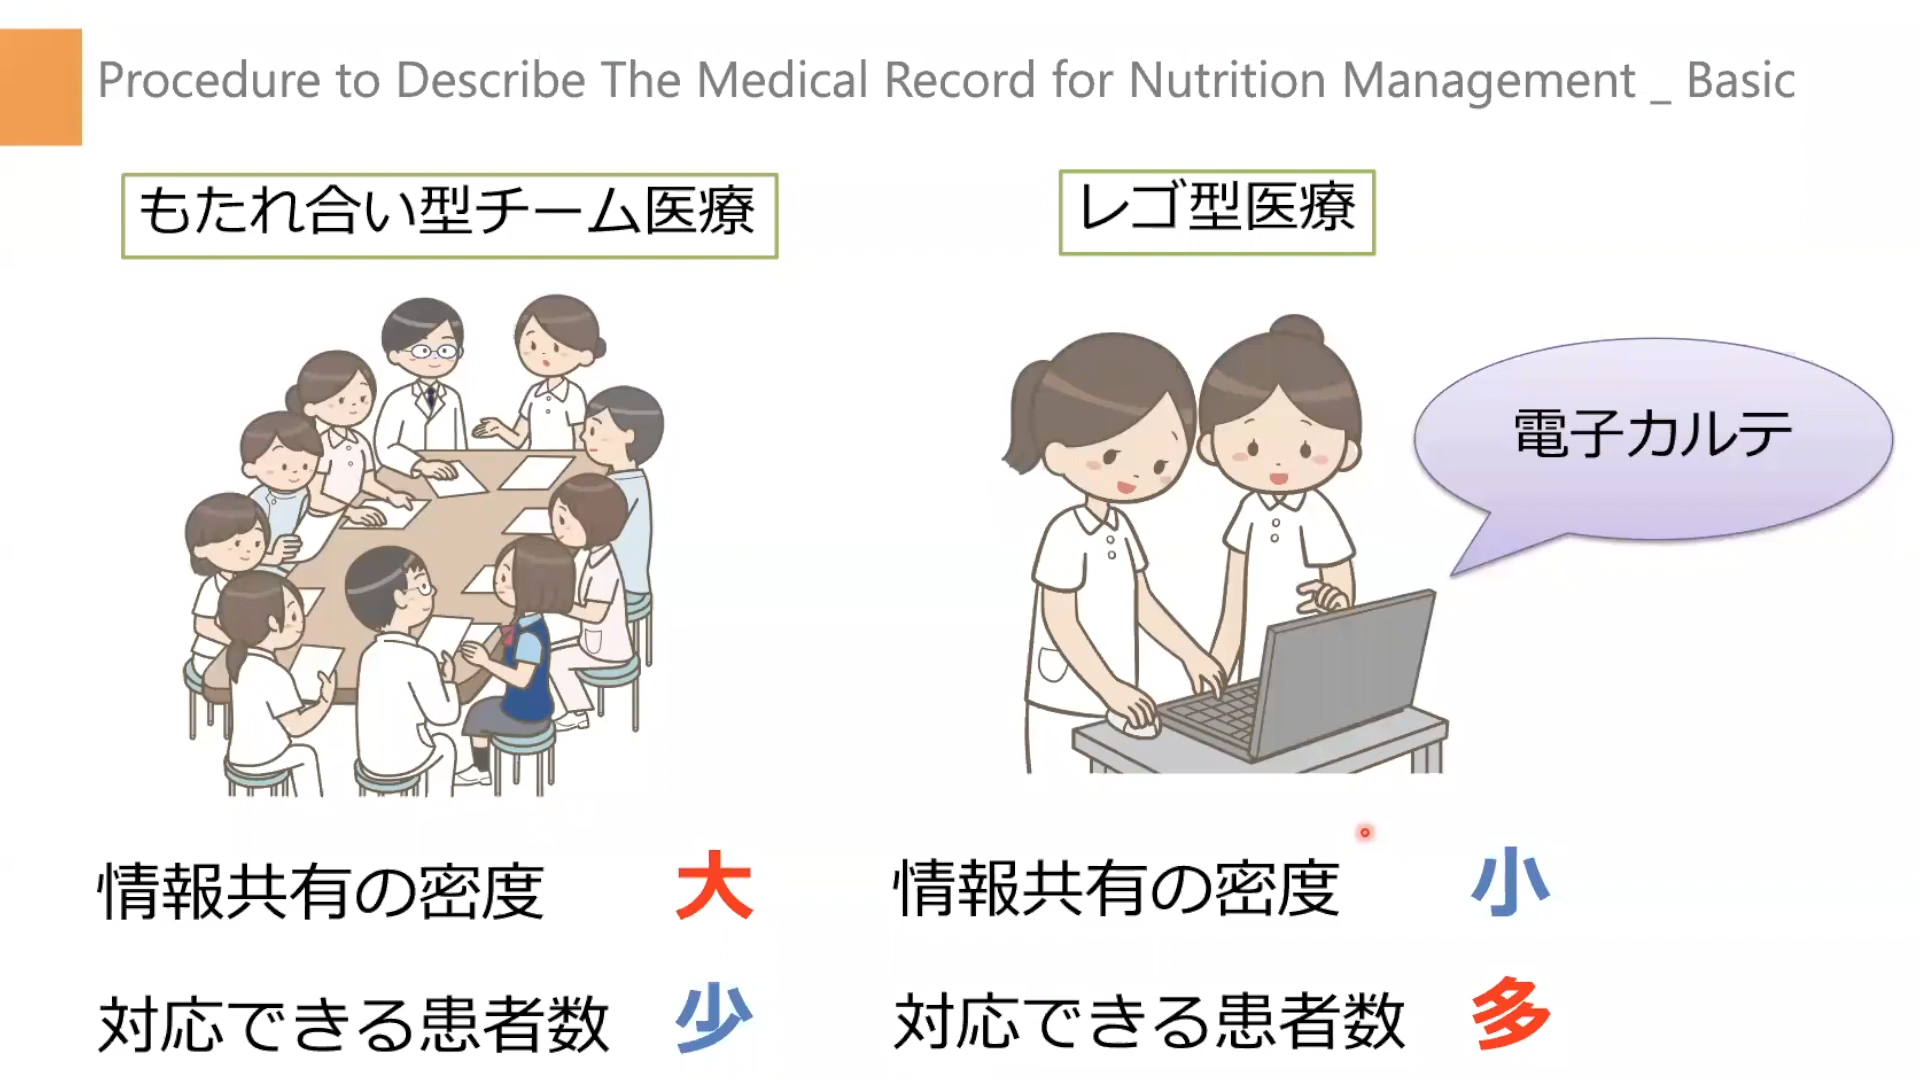 Procedure to Describe The Medical Record for Nutrition Management _ Basic
もたれ合い型チーム医療
レゴ型医療
電子カルテ
情報共有の密度 大
対応できる患者数 少
情報共有の密度 小
対応できる患者数 多